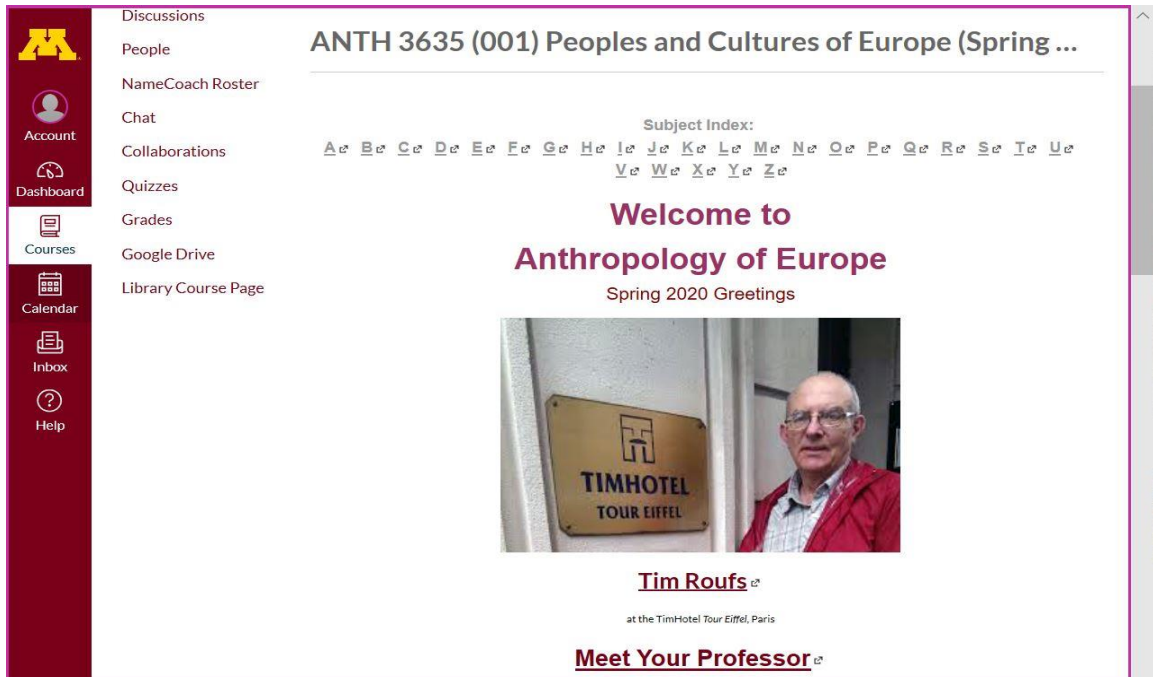 Discussions
People
NameCoach Roster
Chat
Collaborations
Quizzes
Grades
Google Drive
Library Course Page
M
Account
Dashboard
Courses
Calendar
Inbox
Help
ANTH 3635 (001) Peoples and Cultures of Europe (Spring ...
Subject Index:
A B C D E F G H I J K L M N O P Q R S T U
V W X Y Z
Welcome to
Anthropology of Europe
Spring 2020 Greetings
TIMHOTEL
TOUR EIFFEL
Tim Roufs
at the TimHotel Tour Eiffel, Paris
Meet Your Professor